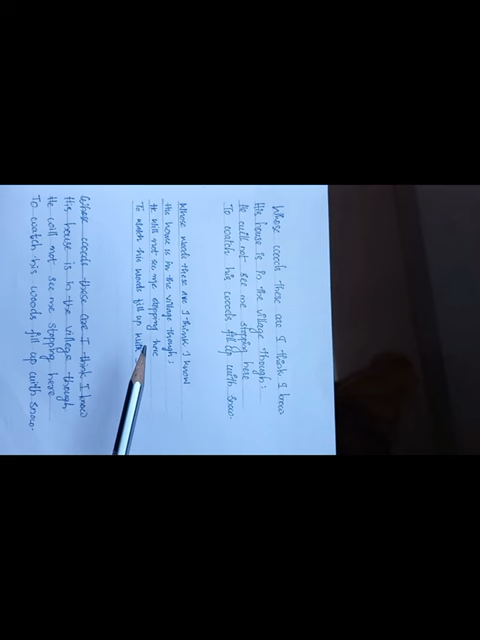 Whose woods these are I think I know
His house is in the village though:
He will not see me stopping here
To watch his woods fill up with snow.
Whose woods these are I think I know
His house is in the village though:
He will not see me stopping here
To watch his woods fill up
Whose woods these are I think I know
His house is in the village though,
He will not see me stopping here
To watch his woods fill up with snow.